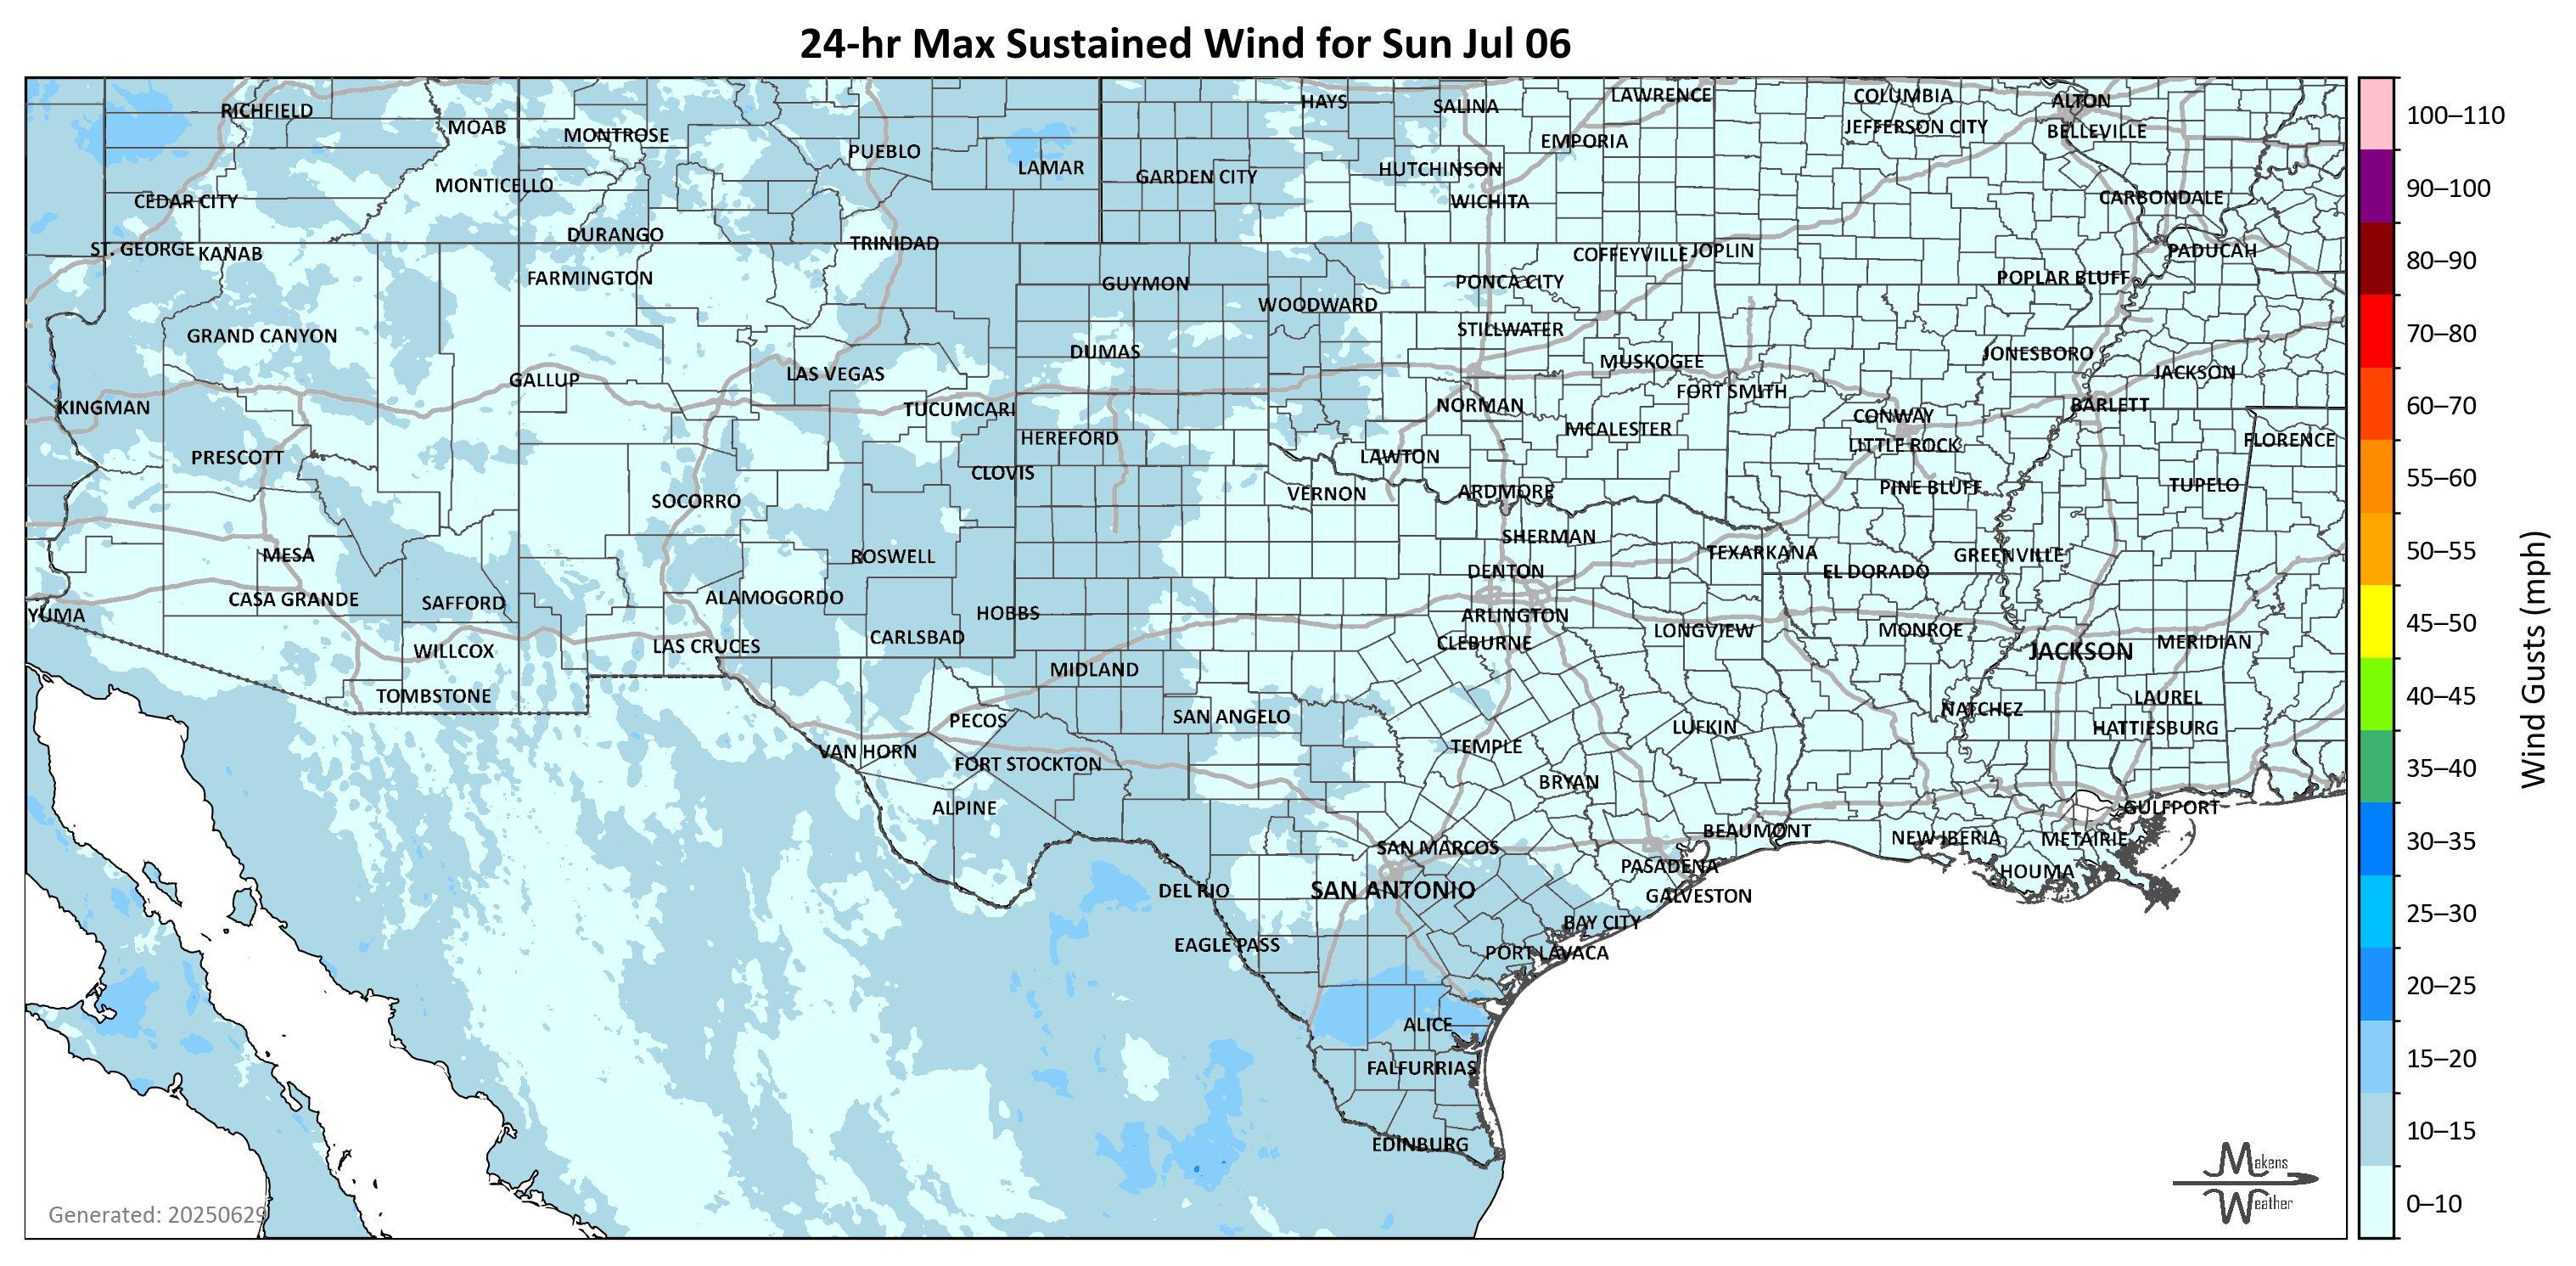 24-hr Max Sustained Wind for Sun Jul 06
RICHFIELD
MOAB
MONTROSE
PUEBLO
LAMAR
HAYS
SALINA
LAWRENCE
COLUMBIA
ALTON
JEFFERSON CITY
BELLEVILLE
EMPORIA
HUTCHINSON
GARDEN CITY
MONTICELLO
CEDAR CITY
WICHITA
CARBONDALE
DURANGO
TRINIDAD
ST. GEORGE
KANAB
COFFEYVILLE
JOPLIN
PADUCAH
FARMINGTON
GUYMON
PONCA CITY
POPLAR BLUFF
WOODWARD
GRAND CANYON
STILLWATER
DUMAS
MUSKOGEE
JONESBORO
GALLUP
LAS VEGAS
FORT SMITH
JACKSON
KINGMAN
TUCUMCARI
NORMAN
CONWAY
BARLETT
HEREFORD
MCALESTER
LITTLE ROCK
FLORENCE
PRESCOTT
CLOVIS
LAWTON
SOCORRO
VERNON
ARDMORE
PINE BLUFF
TUPELO
MESA
ROSWELL
SHERMAN
TEXARKANA
GREENVILLE
DENTON
EL DORADO
CASA GRANDE
SAFFORD
ALAMOGORDO
HOBBS
ARLINGTON
YUMA
CARLSBAD
CLEBURNE
LONGVIEW
MONROE
MERIDIAN
WILLCOX
LAS CRUCES
JACKSON
MIDLAND
TOMBSTONE
LAUREL
PECOS
SAN ANGELO
NATCHEZ
HATTIESBURG
LUFKIN
VAN HORN
TEMPLE
FORT STOCKTON
BRYAN
ALPINE
GULFPORT
BEAUMONT
NEW IBERIA
METAIRIE
SAN MARCOS
PASADENA
HOUMA
DEL RIO
SAN ANTONIO
GALVESTON
BAY CITY
EAGLE PASS
PORT LAVACA
ALICE
FALFURRIAS
EDINBURG
Generated: 20250629
Makens
Weather
100–110
90–100
80–90
70–80
60–70
55–60
50–55
45–50
40–45
35–40
30–35
25–30
20–25
15–20
10–15
0–10
Wind Gusts (mph)